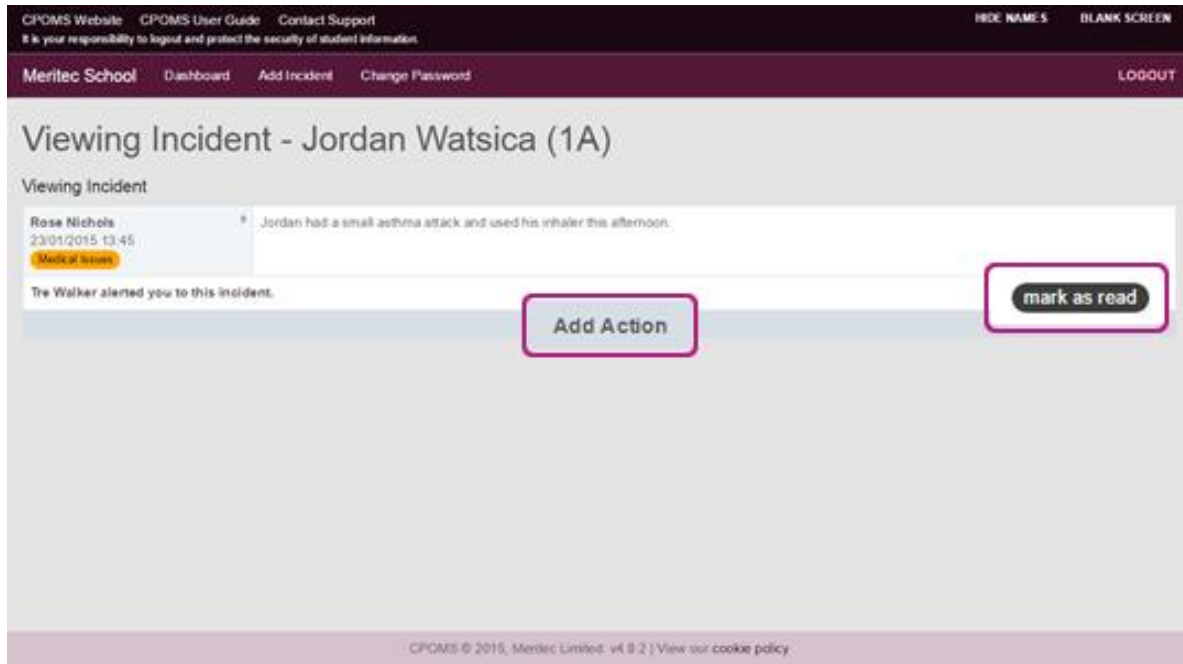 CPOMS Website CPOMS User Guide Contact Support HIDE NAMES BLANK SCREEN
It is your responsibility to logout and protect the security of student information.
Meritec School Dashboard Add Incident Change Password LOGOUT
Viewing Incident - Jordan Watsica (1A)
Viewing Incident
Rose Nichols Jordan had a small asthma attack and used his inhaler this afternoon.
23/01/2015 13:45
Medical Issues
Tre Walker alerted you to this incident. mark as read
Add Action
CPOMS © 2015, Meritec Limited. v4.8.2 | View our cookie policy